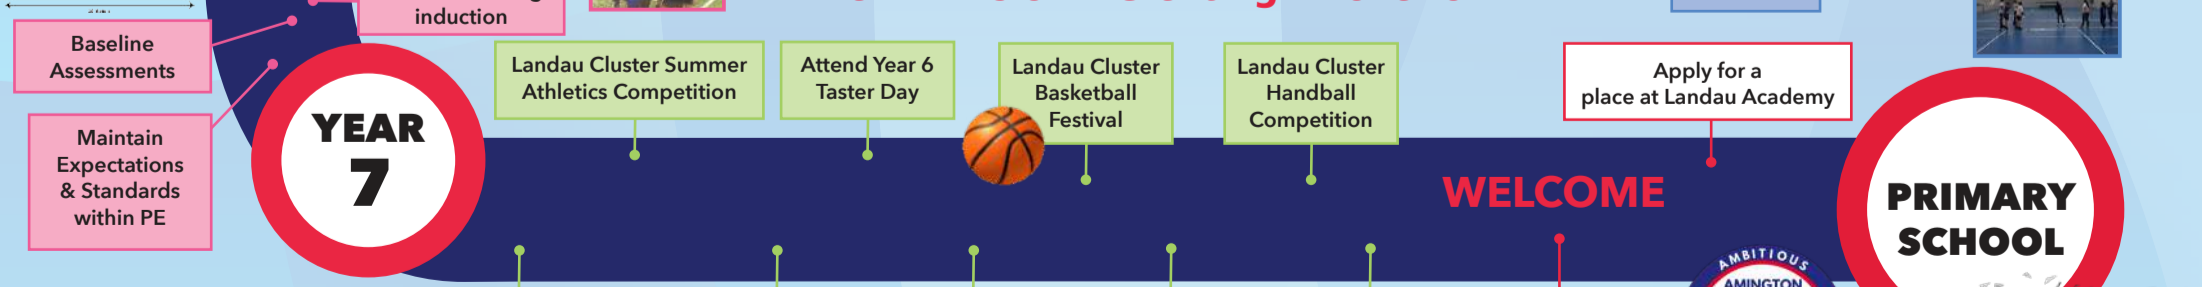 induction
Baseline
Assessments
Maintain
Expectations
& Standards
within PE
YEAR
7
Landau Cluster Summer
Athletics Competition
Attend Year 6
Taster Day
Landau Cluster
Basketball
Festival
Landau Cluster
Handball
Competition
WELCOME
Apply for a
place at Landau Academy
PRIMARY
SCHOOL
AMBITIOUS
AMINGTON